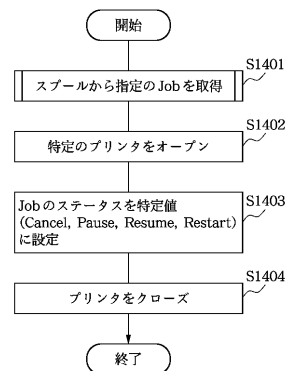 開始
S1401
スプールから指定のJobを取得
S1402
特定のプリンタをオープン
S1403
Jobのステータスを特定値
(Cancel, Pause, Resume, Restart)
に設定
S1404
プリンタをクローズ
終了